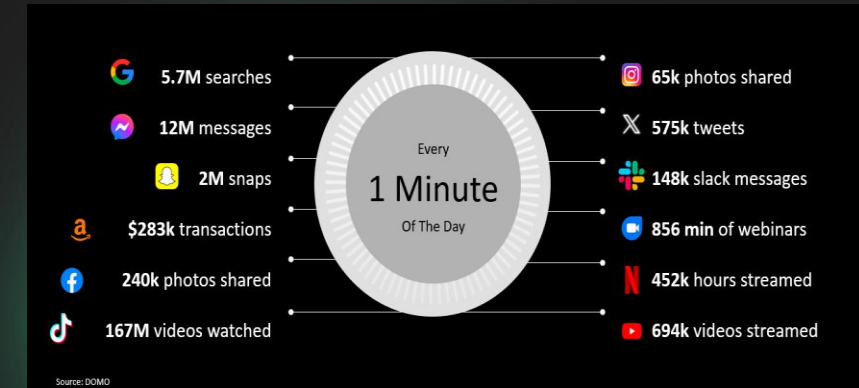 5.7M searches
12M messages
2M snaps
$283k transactions
240k photos shared
167M videos watched
Every
1 Minute
Of The Day
65k photos shared
575k tweets
148k slack messages
856 min of webinars
452k hours streamed
694k videos streamed
Source: DOMO